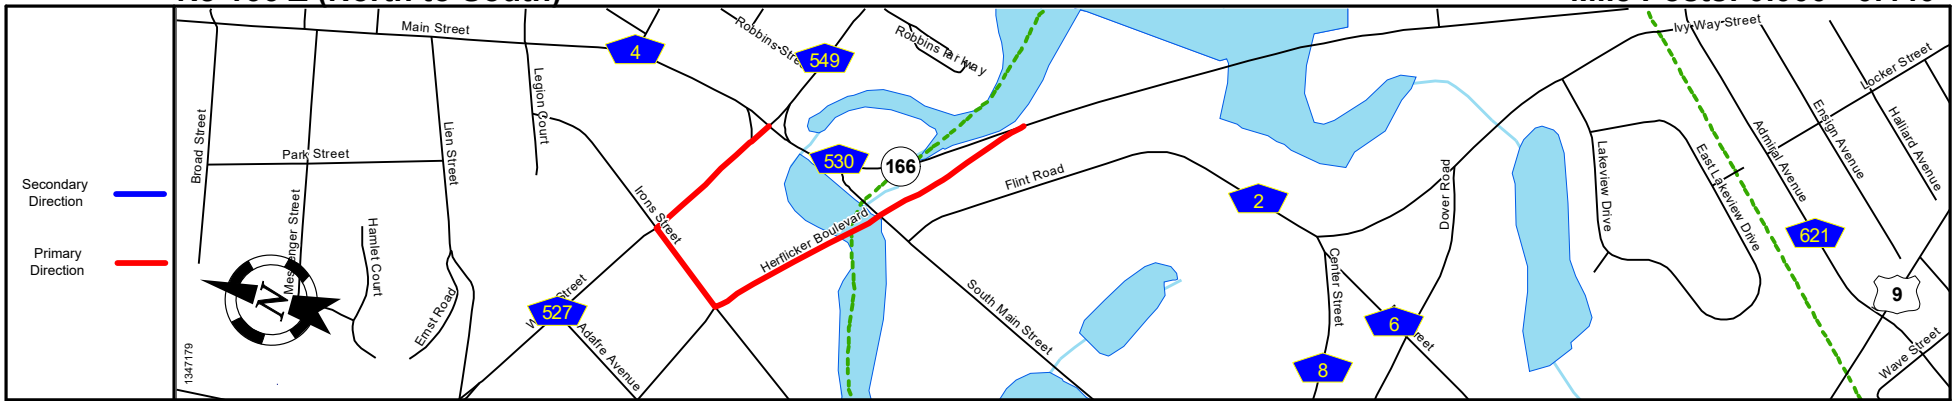 Main Street
Robbins Street
Robbins Parkway
Ivy Way Street
4
549
Locker Street
Legion Court
Broad Street
Lien Street
Park Street
530
166
Flint Road
Ensign Avenue
Halliard Avenue
Admiral Avenue
East Lakeview Drive
Lakeview Drive
Dover Road
Secondary
Direction
Irons Street
2
Messenger Street
Hamlet Court
Herflicker Boulevard
621
Primary
Direction
Center Street
South Main Street
9
N
Ernst Road
527
Street
Adafre Avenue
6
Wave Street
8
1347179